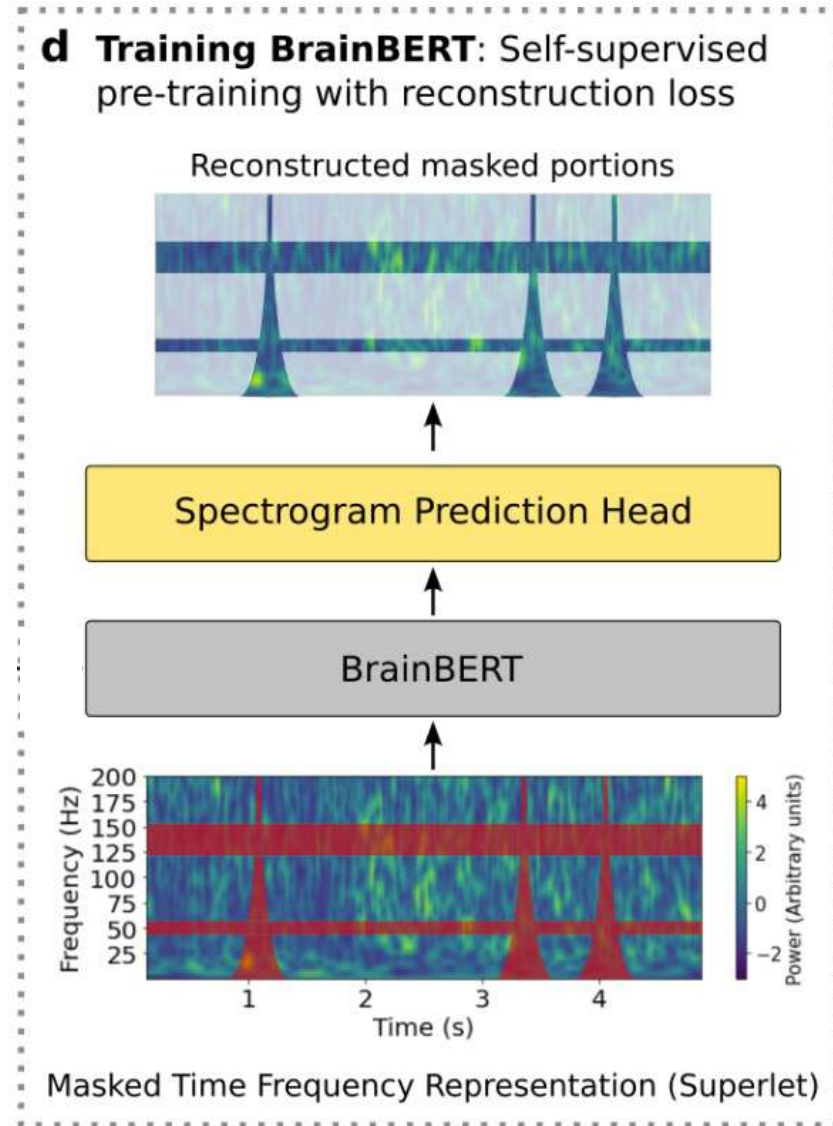 d Training BrainBERT: Self-supervised
pre-training with reconstruction loss
Reconstructed masked portions
Spectrogram Prediction Head
BrainBERT
200
175
150
125
100
75
50
25
Frequency (Hz)
1 2 3 4
Time (s)
4
2
0
−2
Power (Arbitrary units)
Masked Time Frequency Representation (Superlet)